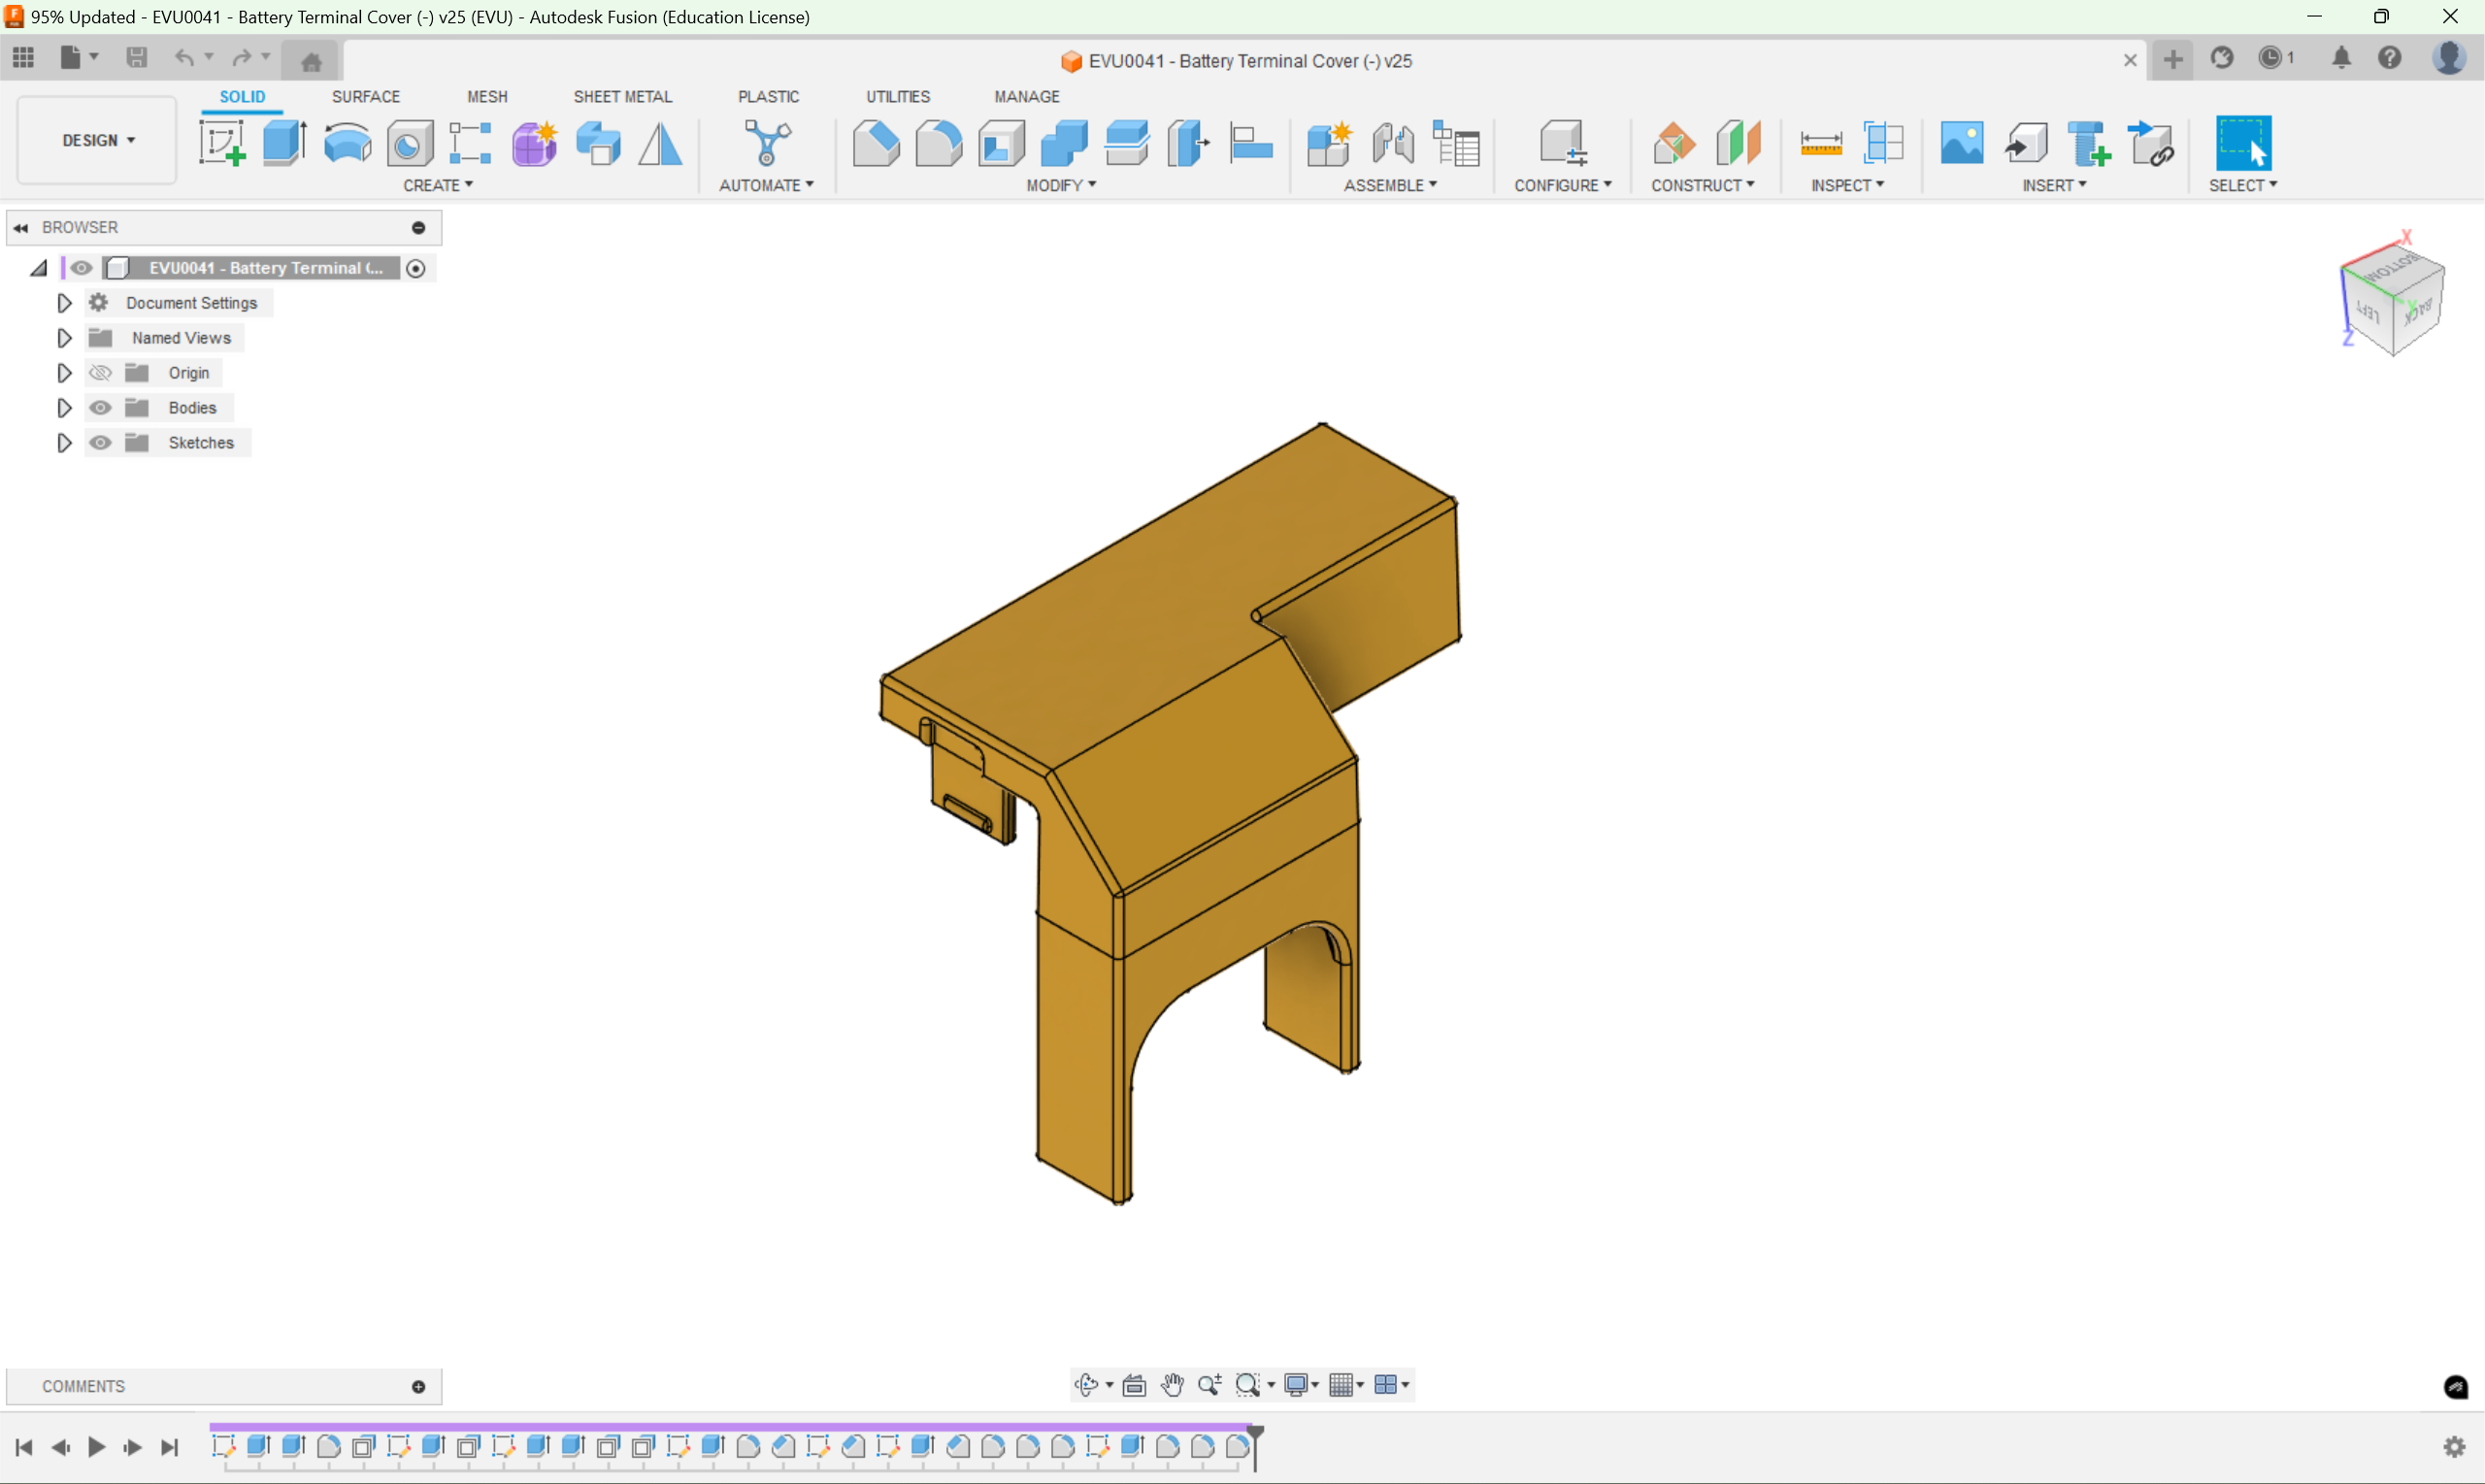 95% Updated - EVU0041 - Battery Terminal Cover (-) v25 (EVU) - Autodesk Fusion (Education License)
EVU0041 - Battery Terminal Cover (-) v25
1
DESIGN
SOLID SURFACE MESH SHEET METAL PLASTIC UTILITIES MANAGE
CREATE AUTOMATE MODIFY ASSEMBLE CONFIGURE CONSTRUCT INSPECT INSERT SELECT
BROWSER
EVU0041 - Battery Terminal (...
Document Settings
Named Views
Origin
Bodies
Sketches
X
BOTTOM
Y
LEFT
BACK
Z
COMMENTS